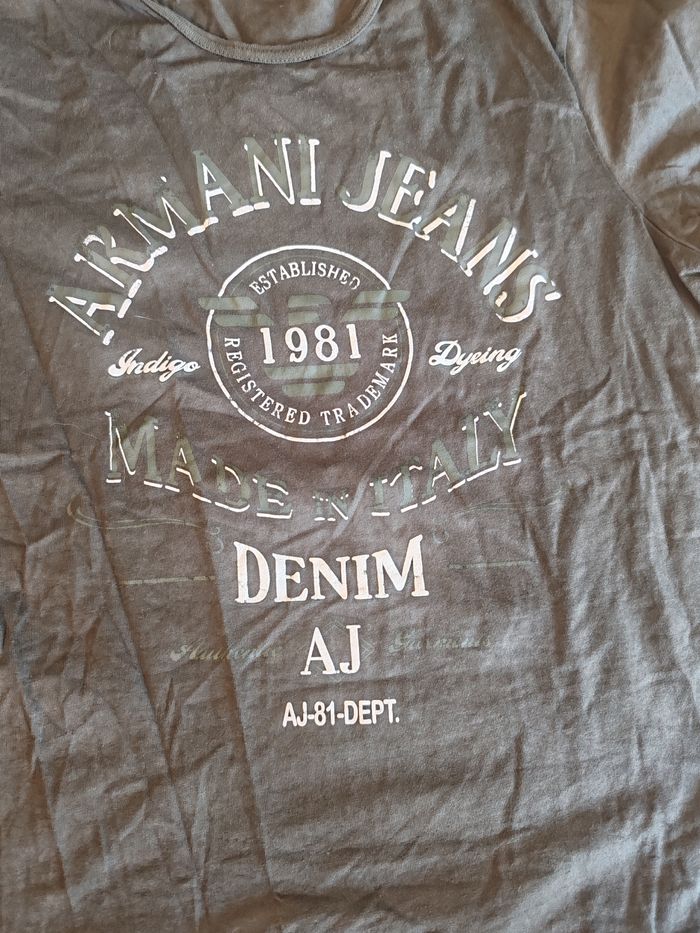 ARMANI JEANS
ESTABLISHED
1981
REGISTERED TRADEMARK
Indigo Dyeing
MADE IN ITALY
DENIM
AJ
AJ-81-DEPT.